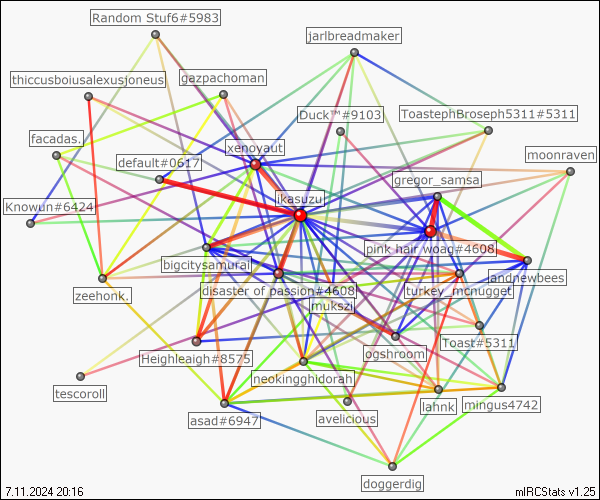 Random Stuf6#5983
jarlbreadmaker
thiccusboiusalexusjoneus
gazpachoman
Duck™#9103
ToastephBroseph5311#5311
facadas.
xenoyaut
moonraven
default#0617
gregor_samsa
ikasuzu
Knowun#6424
pink hair woag#4608
bigcitysamurai
landnewbees
disaster of passion#4608
turkey_mcnugget
zeehonk.
mukszi
Toast#5311
Heighleaigh#8575
ogshroom
neokingghidorah
tescoroll
asad#6947
avelicious
lahnk
mingus4742
doggerdig
7.11.2024 20:16
mIRCStats v1.25